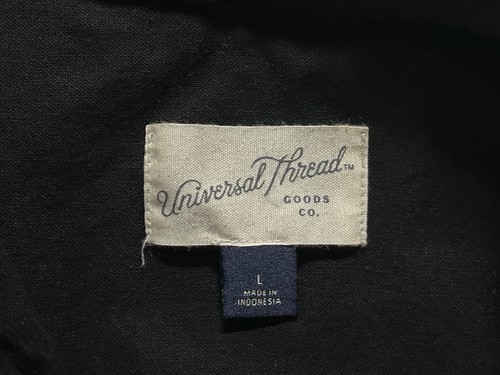 Universal Thread™
GOODS
CO.
L
MADE IN
INDONESIA